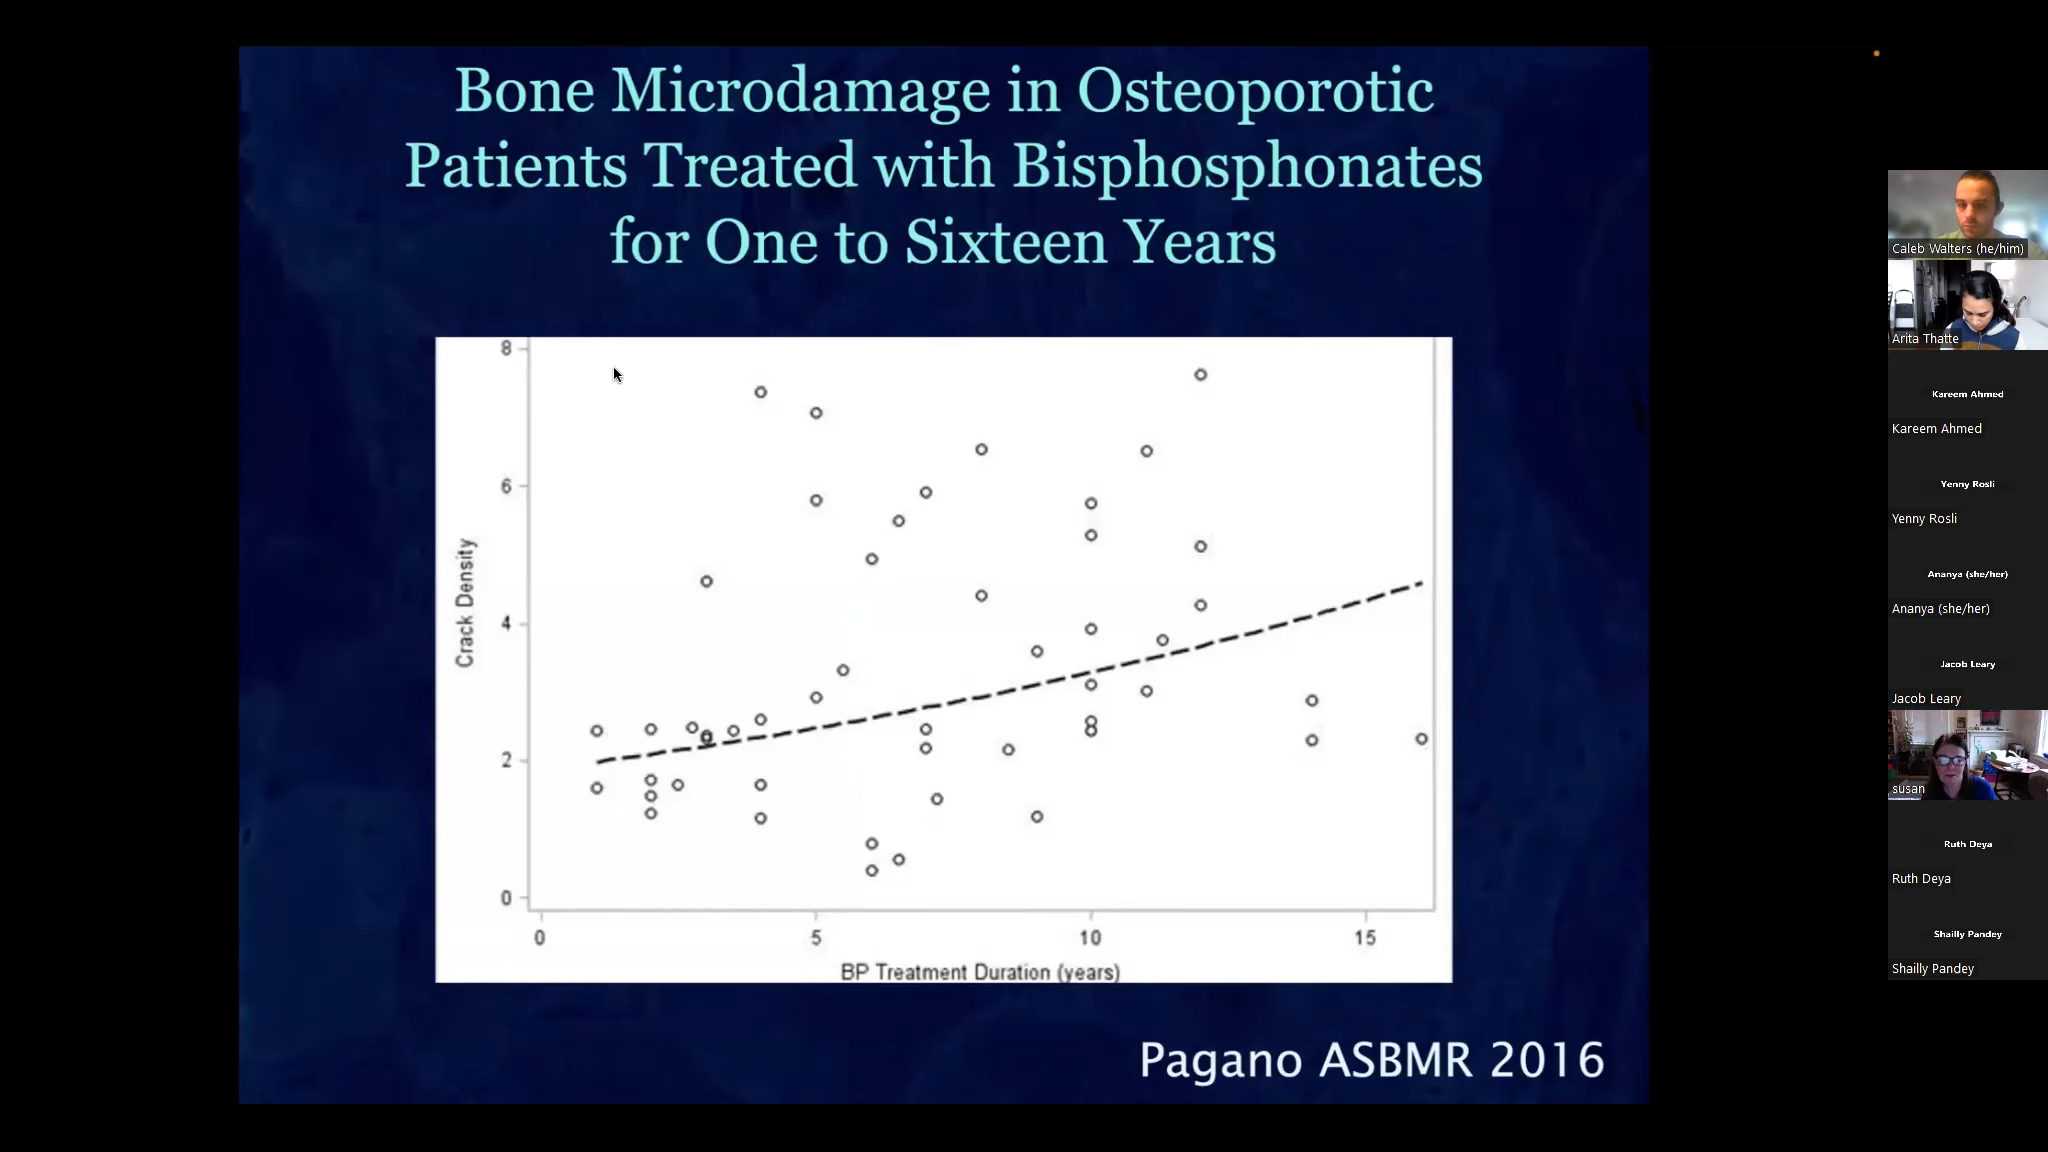 Bone Microdamage in Osteoporotic
Patients Treated with Bisphosphonates
for One to Sixteen Years
8
6
4
2
0
Crack Density
0 5 10 15
BP Treatment Duration (years)
Pagano ASBMR 2016
Caleb Walters (he/him)
Arita Thatte
Kareem Ahmed
Kareem Ahmed
Yenny Rosli
Yenny Rosli
Ananya (she/her)
Ananya (she/her)
Jacob Leary
Jacob Leary
susan
Ruth Deya
Ruth Deya
Shailly Pandey
Shailly Pandey